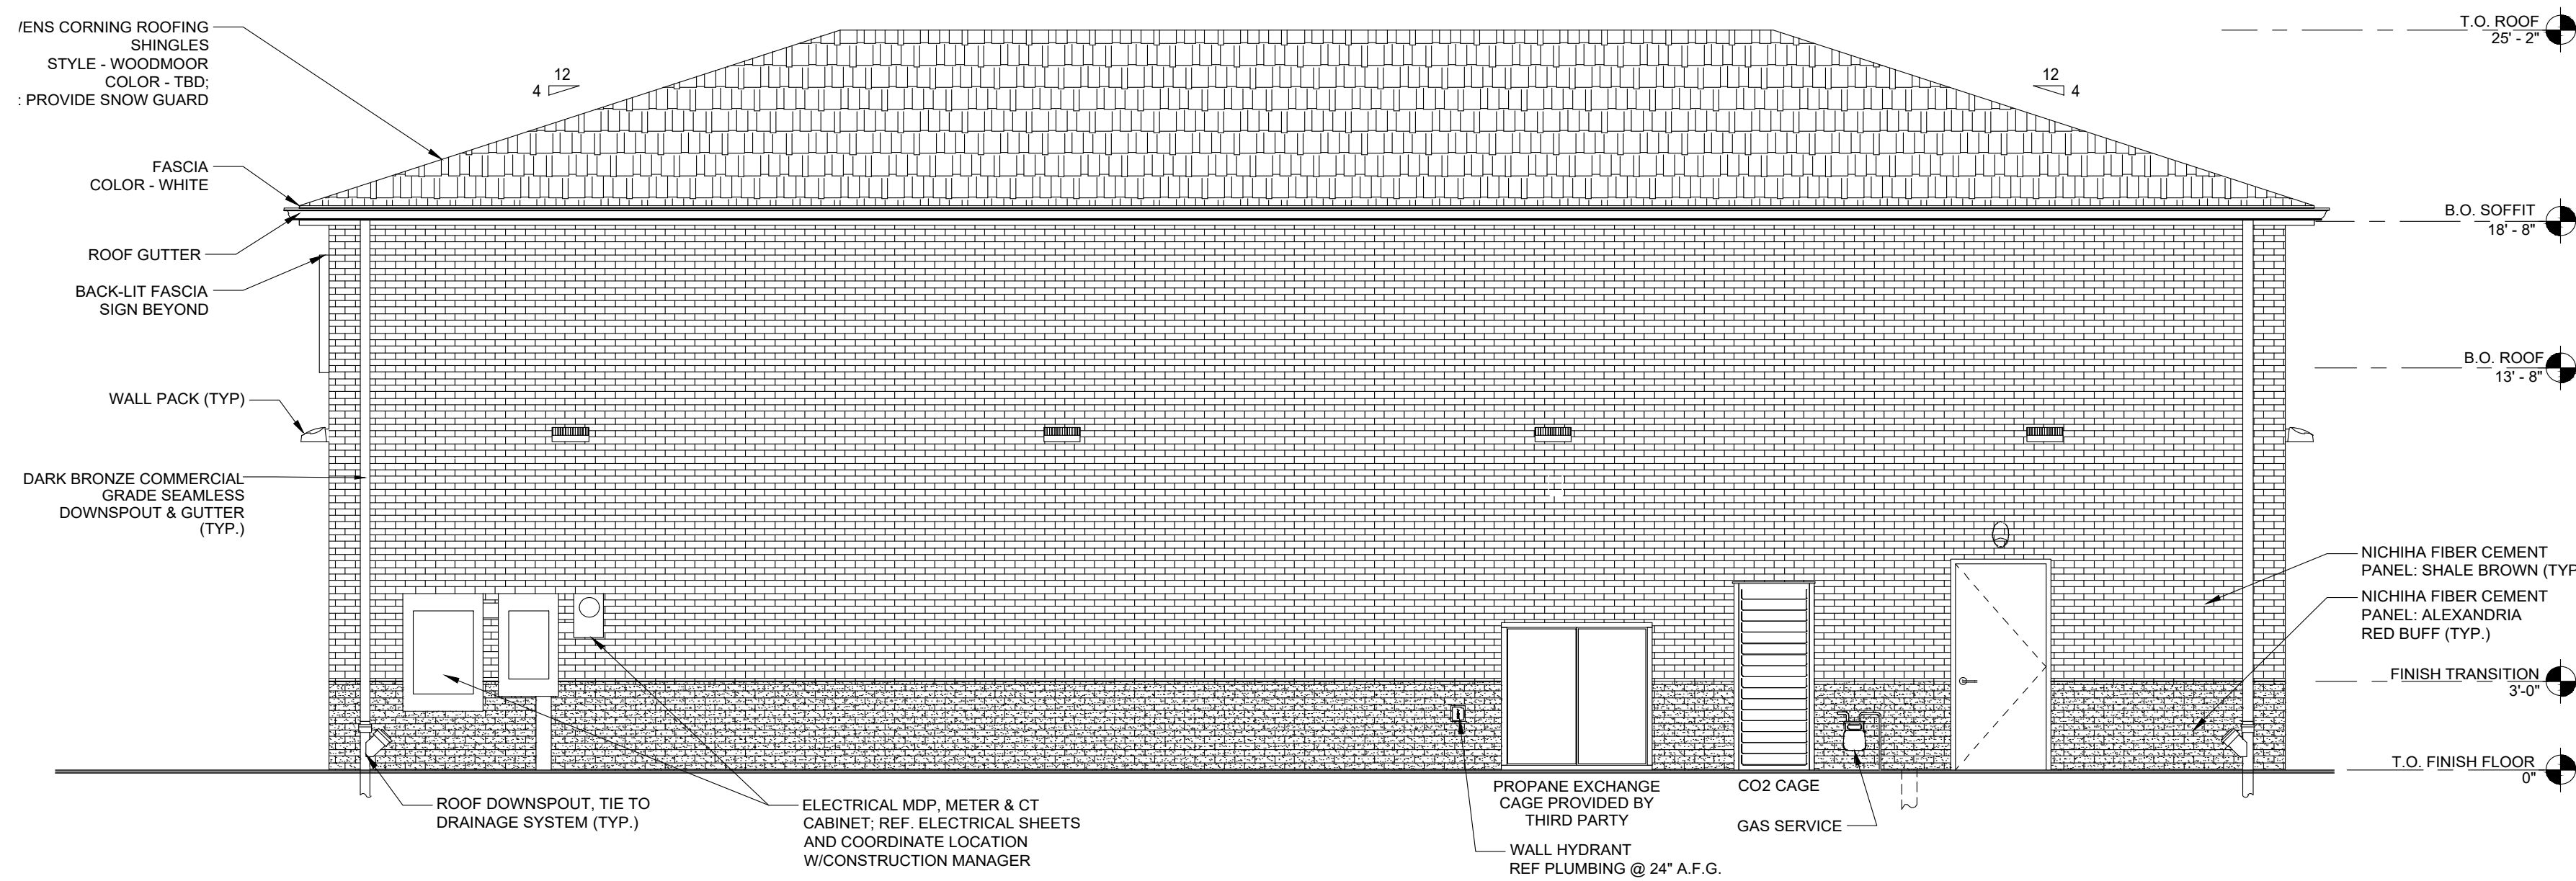 /ENS CORNING ROOFING
SHINGLES
STYLE - WOODMOOR
COLOR - TBD;
: PROVIDE SNOW GUARD
FASCIA
COLOR - WHITE
ROOF GUTTER
BACK-LIT FASCIA
SIGN BEYOND
WALL PACK (TYP)
DARK BRONZE COMMERCIAL
GRADE SEAMLESS
DOWNSPOUT & GUTTER
(TYP.)
12
4
12
4
T.O. ROOF
25' - 2"
B.O. SOFFIT
18' - 8"
B.O. ROOF
13' - 8"
NICHIHA FIBER CEMENT
PANEL: SHALE BROWN (TYP
NICHIHA FIBER CEMENT
PANEL: ALEXANDRIA
RED BUFF (TYP.)
FINISH TRANSITION
3'-0"
T.O. FINISH FLOOR
0"
ROOF DOWNSPOUT, TIE TO
DRAINAGE SYSTEM (TYP.)
ELECTRICAL MDP, METER & CT
CABINET; REF. ELECTRICAL SHEETS
AND COORDINATE LOCATION
W/CONSTRUCTION MANAGER
PROPANE EXCHANGE
CAGE PROVIDED BY
THIRD PARTY
CO2 CAGE
GAS SERVICE
WALL HYDRANT
REF PLUMBING @ 24" A.F.G.